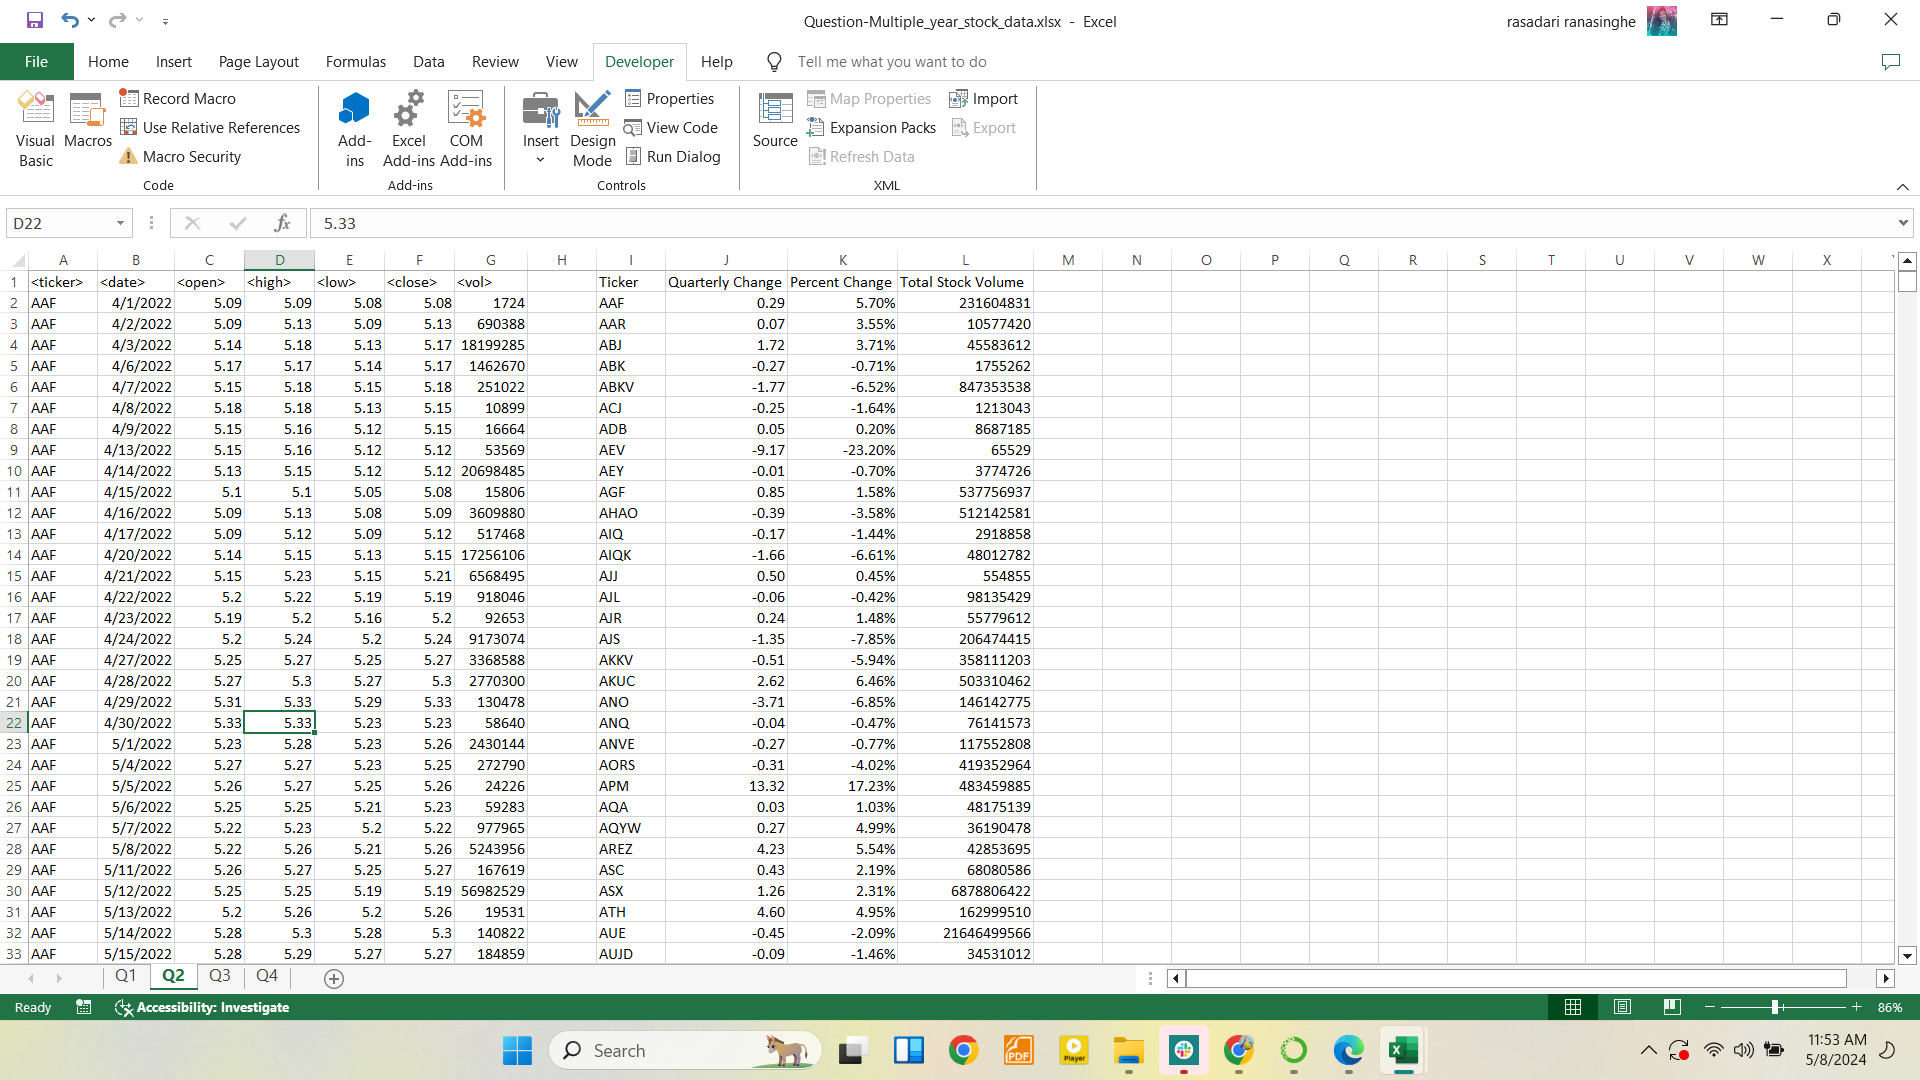 Question-Multiple_year_stock_data.xlsx - Excel
rasadari ranasinghe
File Home Insert Page Layout Formulas Data Review View Developer Help Tell me what you want to do
Visual Basic
Macros
Record Macro
Use Relative References
Macro Security
Code
Add-ins
Excel Add-ins
COM Add-ins
Add-ins
Insert
Design Mode
Properties
View Code
Run Dialog
Controls
Source
Map Properties
Expansion Packs
Refresh Data
Import
Export
XML
D22 fx 5.33
A B C D E F G H I J K L M N O P Q R S T U V W X
1 <ticker> <date> <open> <high> <low> <close> <vol> Ticker Quarterly Change Percent Change Total Stock Volume
2 AAF 4/1/2022 5.09 5.09 5.08 5.08 1724 AAF 0.29 5.70% 231604831
3 AAF 4/2/2022 5.09 5.13 5.09 5.13 690388 AAR 0.07 3.55% 10577420
4 AAF 4/3/2022 5.14 5.18 5.13 5.17 18199285 ABJ 1.72 3.71% 45583612
5 AAF 4/6/2022 5.17 5.17 5.14 5.17 1462670 ABK -0.27 -0.71% 1755262
6 AAF 4/7/2022 5.15 5.18 5.15 5.18 251022 ABKV -1.77 -6.52% 847353538
7 AAF 4/8/2022 5.18 5.18 5.13 5.15 10899 ACJ -0.25 -1.64% 1213043
8 AAF 4/9/2022 5.15 5.16 5.12 5.15 16664 ADB 0.05 0.20% 8687185
9 AAF 4/13/2022 5.15 5.16 5.12 5.12 53569 AEV -9.17 -23.20% 65529
10 AAF 4/14/2022 5.13 5.15 5.12 5.12 20698485 AEY -0.01 -0.70% 3774726
11 AAF 4/15/2022 5.1 5.1 5.05 5.08 15806 AGF 0.85 1.58% 537756937
12 AAF 4/16/2022 5.09 5.13 5.08 5.09 3609880 AHAO -0.39 -3.58% 512142581
13 AAF 4/17/2022 5.09 5.12 5.09 5.12 517468 AIQ -0.17 -1.44% 2918858
14 AAF 4/20/2022 5.14 5.15 5.13 5.15 17256106 AIQK -1.66 -6.61% 48012782
15 AAF 4/21/2022 5.15 5.23 5.15 5.21 6568495 AJJ 0.50 0.45% 554855
16 AAF 4/22/2022 5.2 5.22 5.19 5.19 918046 AJL -0.06 -0.42% 98135429
17 AAF 4/23/2022 5.19 5.2 5.16 5.2 92653 AJR 0.24 1.48% 55779612
18 AAF 4/24/2022 5.2 5.24 5.2 5.24 9173074 AJS -1.35 -7.85% 206474415
19 AAF 4/27/2022 5.25 5.27 5.25 5.27 3368588 AKKV -0.51 -5.94% 358111203
20 AAF 4/28/2022 5.27 5.3 5.27 5.3 2770300 AKUC 2.62 6.46% 503310462
21 AAF 4/29/2022 5.31 5.33 5.29 5.33 130478 ANO -3.71 -6.85% 146142775
22 AAF 4/30/2022 5.33 5.33 5.23 5.23 58640 ANQ -0.04 -0.47% 76141573
23 AAF 5/1/2022 5.23 5.28 5.23 5.26 2430144 ANVE -0.27 -0.77% 117552808
24 AAF 5/4/2022 5.27 5.27 5.23 5.25 272790 AORS -0.31 -4.02% 419352964
25 AAF 5/5/2022 5.26 5.27 5.25 5.26 24226 APM 13.32 17.23% 483459885
26 AAF 5/6/2022 5.25 5.25 5.21 5.23 59283 AQA 0.03 1.03% 48175139
27 AAF 5/7/2022 5.22 5.23 5.2 5.22 977965 AQYW 0.27 4.99% 36190478
28 AAF 5/8/2022 5.22 5.26 5.21 5.26 5243956 AREZ 4.23 5.54% 42853695
29 AAF 5/11/2022 5.26 5.27 5.25 5.27 167619 ASC 0.43 2.19% 68080586
30 AAF 5/12/2022 5.25 5.25 5.19 5.19 56982529 ASX 1.26 2.31% 6878806422
31 AAF 5/13/2022 5.2 5.26 5.2 5.26 19531 ATH 4.60 4.95% 162999510
32 AAF 5/14/2022 5.28 5.3 5.28 5.3 140822 AUE -0.45 -2.09% 21646499566
33 AAF 5/15/2022 5.28 5.29 5.27 5.27 184859 AUJD -0.09 -1.46% 34531012
Q1 Q2 Q3 Q4
Ready Accessibility: Investigate 86%
Search PDF Player 11:53 AM
5/8/2024